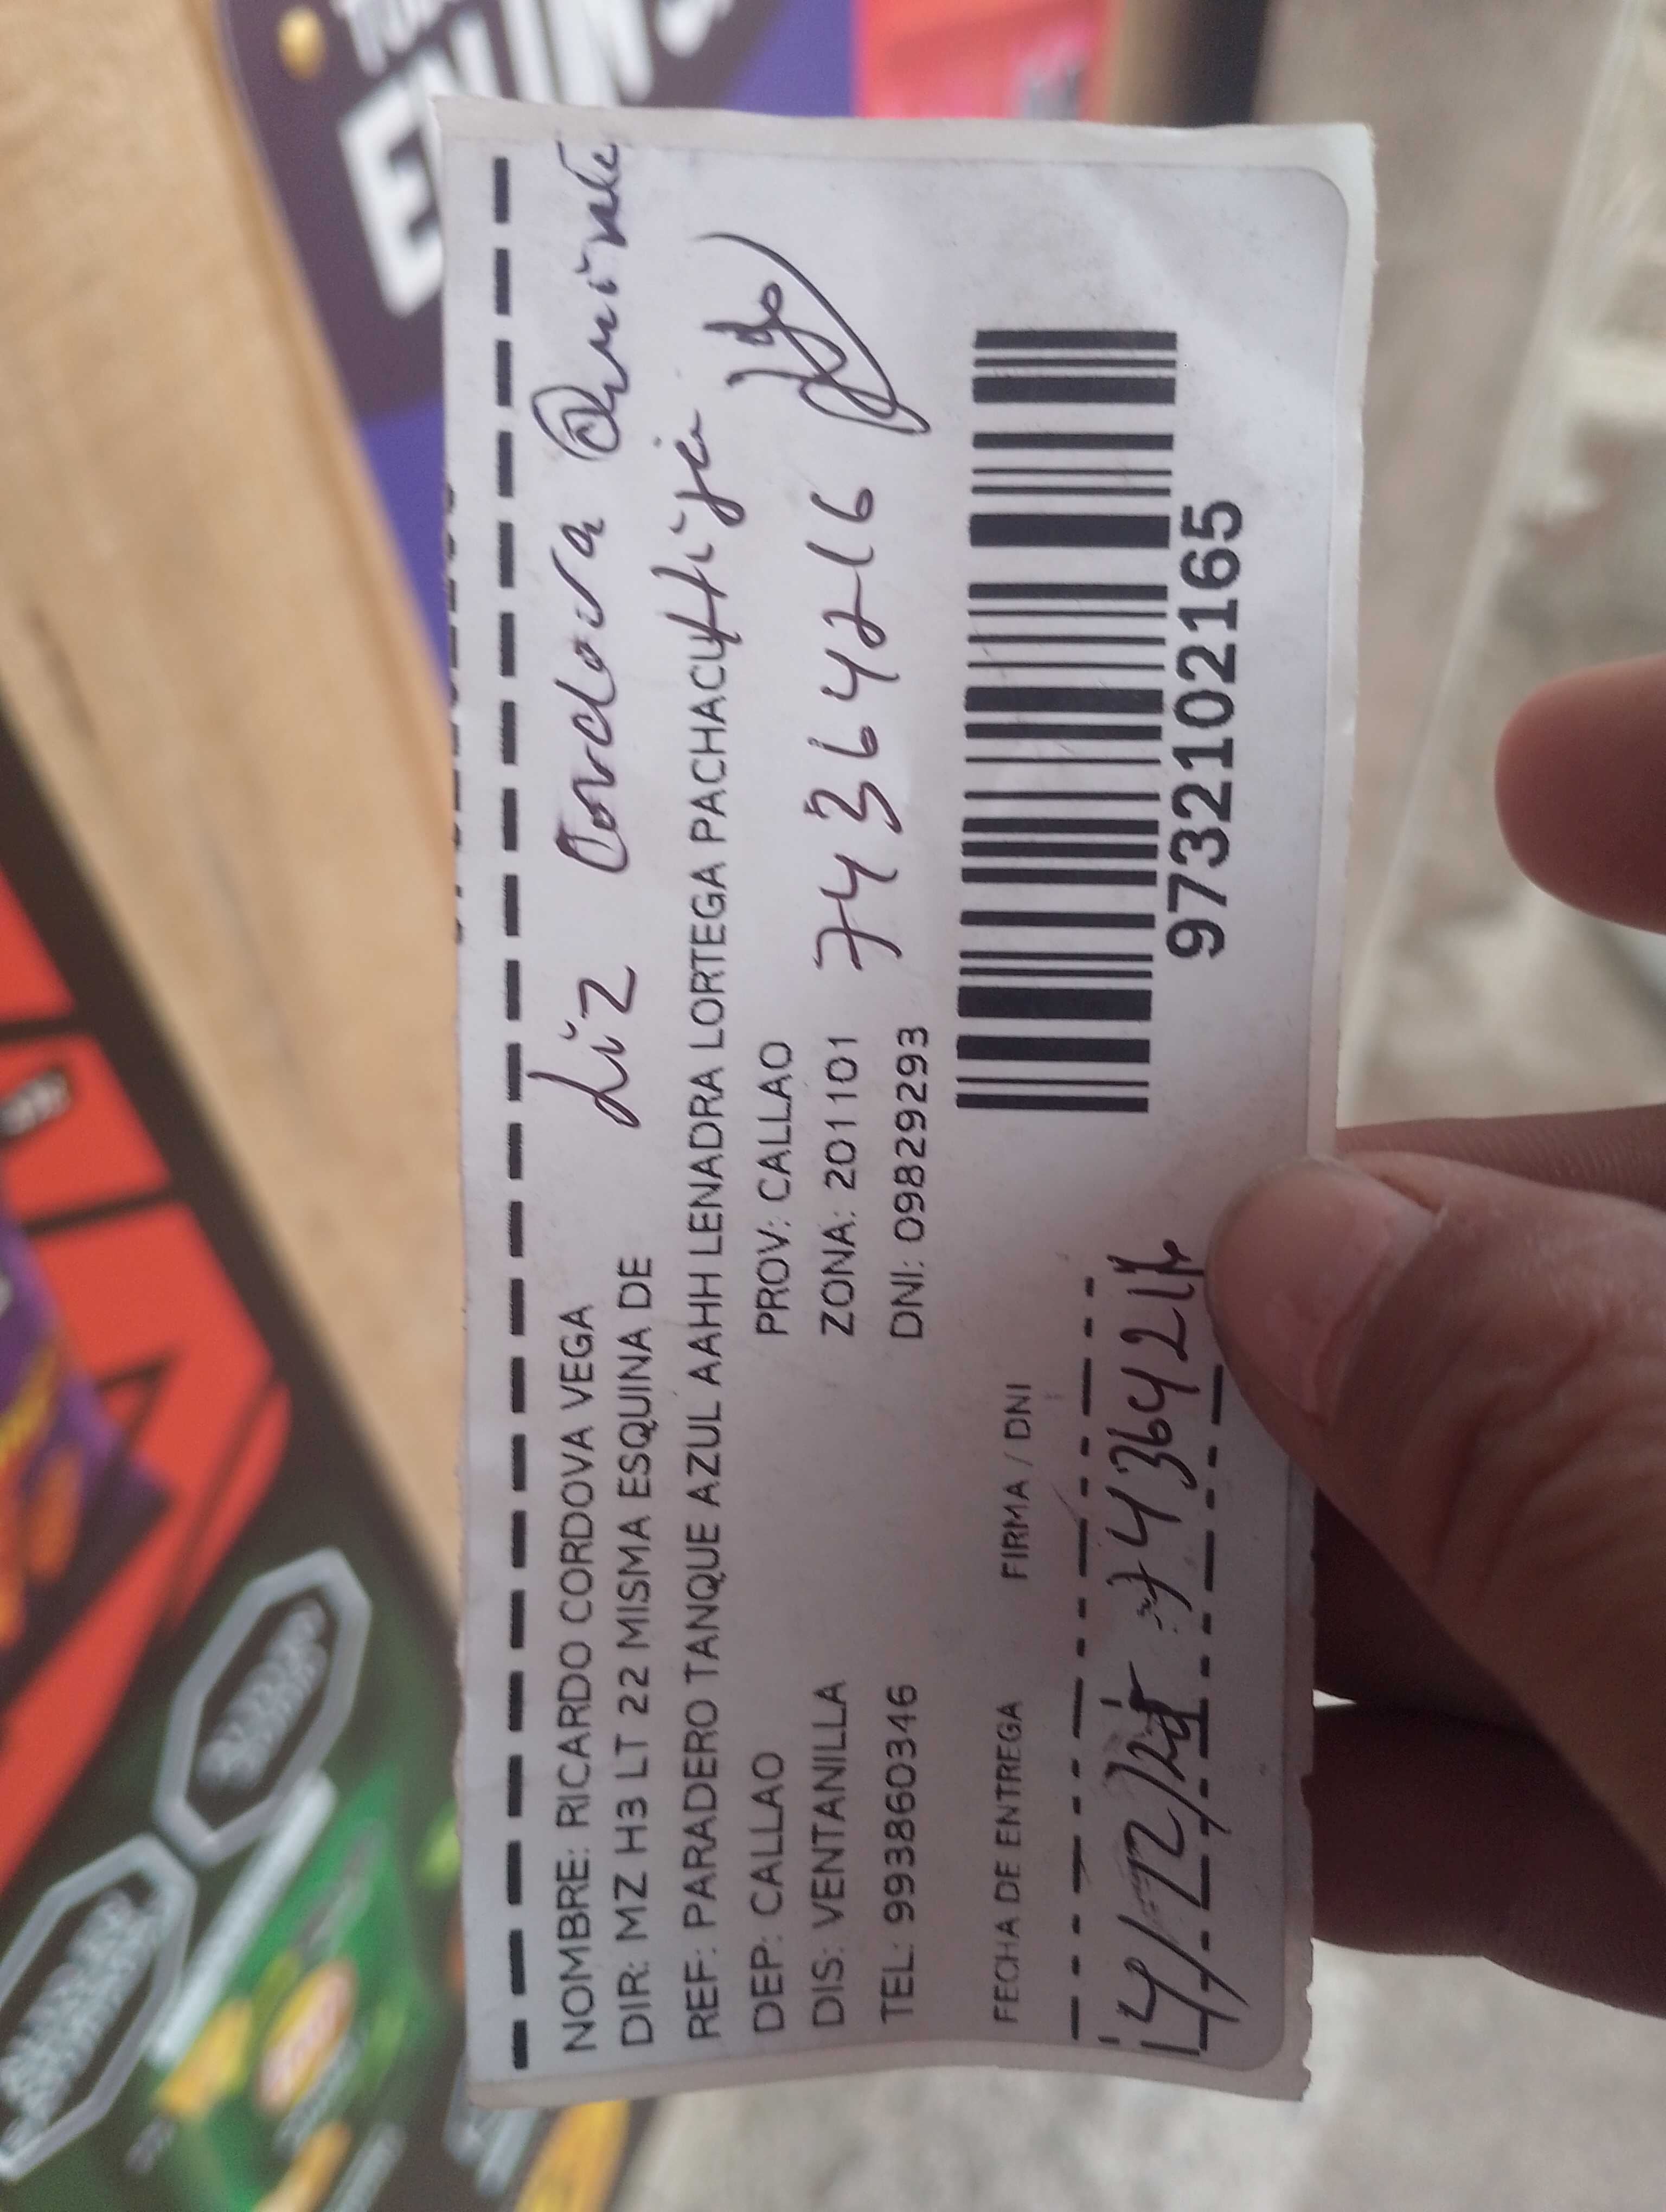 NOMBRE: RICARDO CORDOVA VEGA
Liz Cordova
DIR: MZ H3 LT 22 MISMA ESQUINA DE
REF: PARADERO TANQUE AZUL AAHH LENADRA LORTEGA PACHACUTI
DEP: CALLAO PROV: CALLAO
DIS: VENTANILLA ZONA: 201101 74364216
TEL: 993860346 DNI: 09829293
FECHA DE ENTREGA FIRMA / DNI
74364216
9732102165